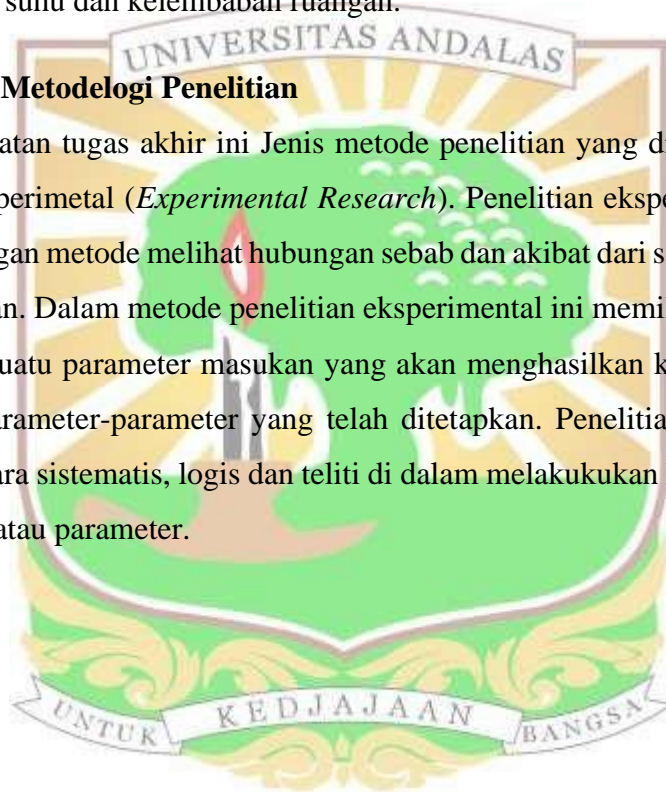 suhu dan kelembaban ruangan.
UNIVERSITAS ANDALAS
Metodelogi Penelitian
atan tugas akhir ini Jenis metode penelitian yang di
perimetal (Experimental Research). Penelitian ekspe
gan metode melihat hubungan sebab dan akibat dari s
an. Dalam metode penelitian eksperimental ini memi
uatu parameter masukan yang akan menghasilkan k
arameter-parameter yang telah ditetapkan. Penelitia
ara sistematis, logis dan teliti di dalam melakukukan
atau parameter.
UNTUK KEDJAJAAN BANGSA